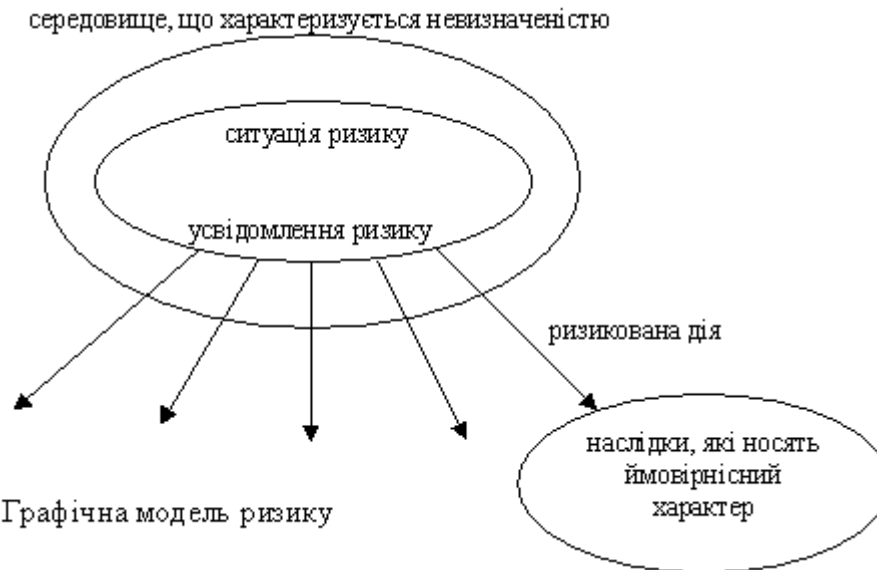 середовище, що характеризується невизначеністю
ситуація ризику
усвідомлення ризику
ризикована дія
наслідки, які носять
ймовірнісний
характер
Графічна модель ризику